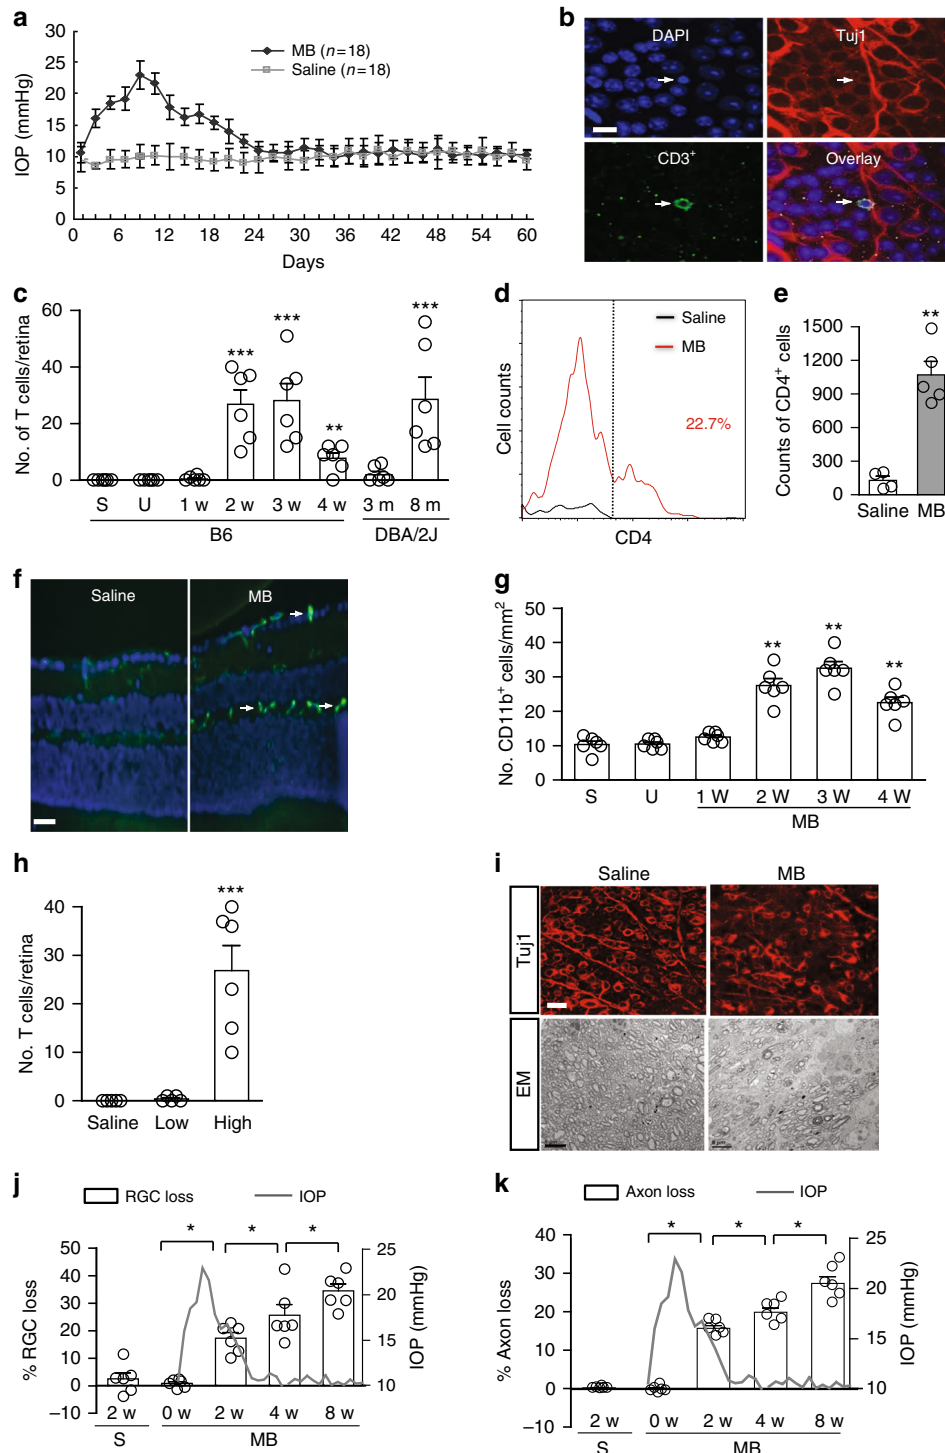 a
30
25
20
15
10
5
0
IOP (mmHg)
MB (n=18)
Saline (n=18)
0 6 12 18 24 30 36 42 48 54 60
Days
b
DAPI
Tuj1
CD3+
Overlay
c
No. of T cells/retina
60
40
20
0
***
***
**
***
S U 1 w 2 w 3 w 4 w 3 m 8 m
B6
DBA/2J
d
Cell counts
Saline
MB
22.7%
CD4
e
Counts of CD4+ cells
1500
1200
900
600
300
0
**
Saline MB
f
Saline
MB
g
No. CD11b+ cells/mm2
50
40
30
20
10
0
**
**
**
S U 1 W 2 W 3 W 4 W
MB
h
No. T cells/retina
40
30
20
10
0
***
Saline Low High
i
Saline
MB
Tuj1
EM
j
RGC loss
IOP
% RGC loss
50
40
30
20
10
0
−10
* * *
25
20
15
10
IOP (mmHg)
2 w 0 w 2 w 4 w 8 w
S
MB
k
Axon loss
IOP
% Axon loss
40
30
20
10
0
−10
* * *
25
20
15
10
IOP (mmHg)
2 w 0 w 2 w 4 w 8 w
S
MB